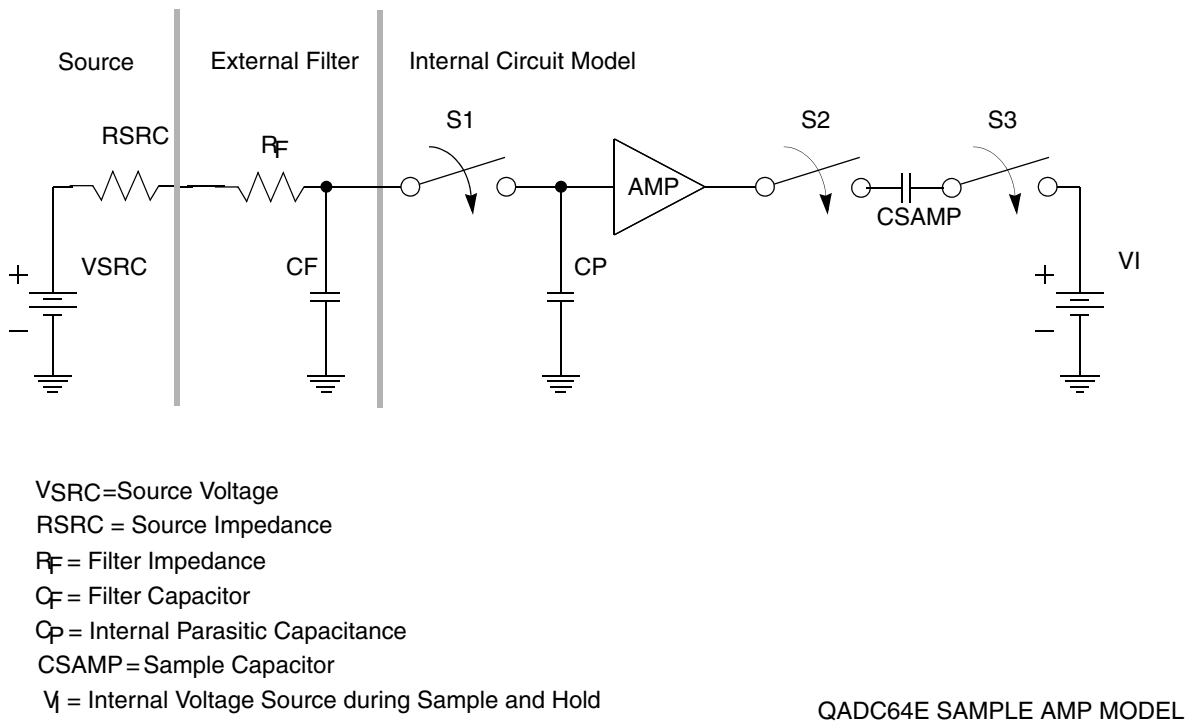 Source
External Filter
Internal Circuit Model
RSRC
RF
S1
S2
S3
AMP
CSAMP
+
VSRC
–
CF
CP
+
VI
–
VSRC=Source Voltage
RSRC = Source Impedance
RF = Filter Impedance
CF = Filter Capacitor
CP = Internal Parasitic Capacitance
CSAMP = Sample Capacitor
VI = Internal Voltage Source during Sample and Hold
QADC64E SAMPLE AMP MODEL